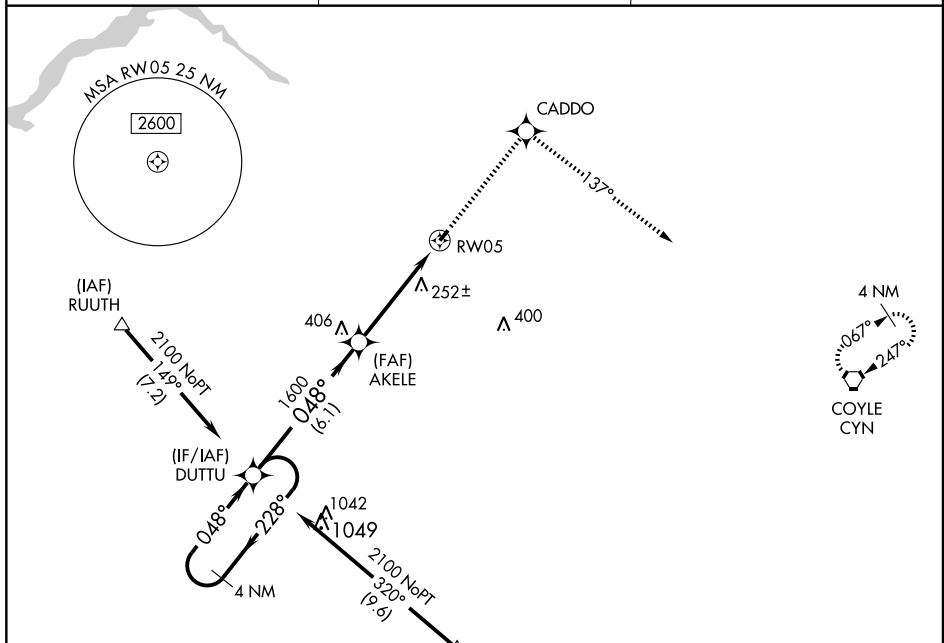 MSA RW05 25 NM
2600
CADDO
137°
RW05
252±
(IAF)
RUUTH
2100 NoPT
149°
(7.2)
406
400
(FAF)
AKELE
1600
048°
(6.1)
4 NM
067°
247°
COYLE
CYN
(IF/IAF)
DUTTU
048°
228°
4 NM
1042
1049
2100 NoPT
320°
(9.6)